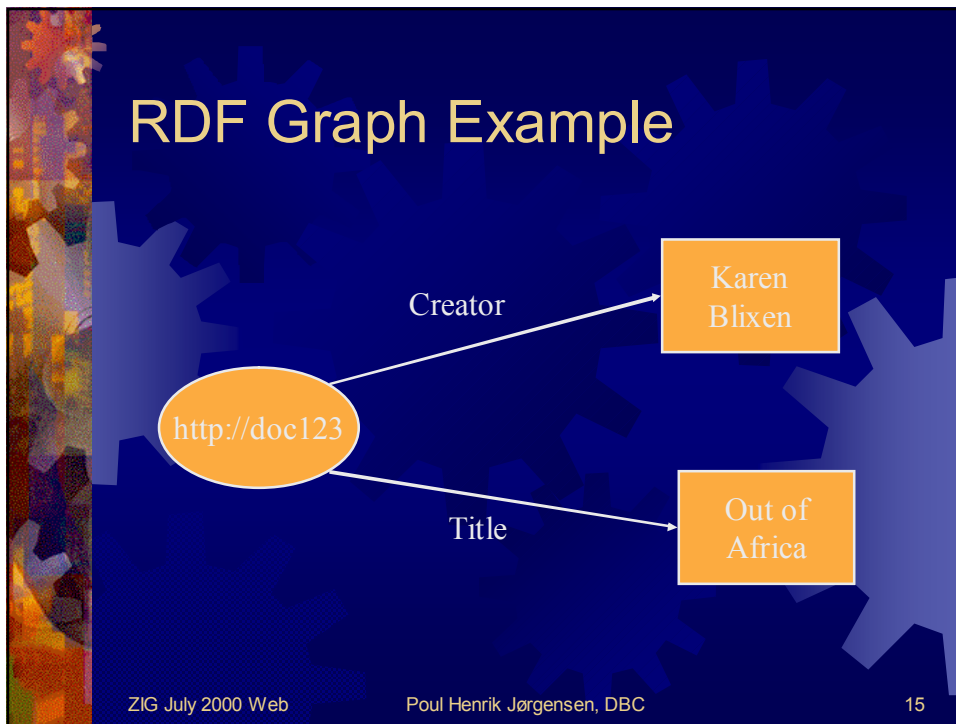 RDF Graph Example
Karen
Blixen
Creator
http://doc123
Title
Out of
Africa
ZIG July 2000 Web
Poul Henrik Jørgensen, DBC
15